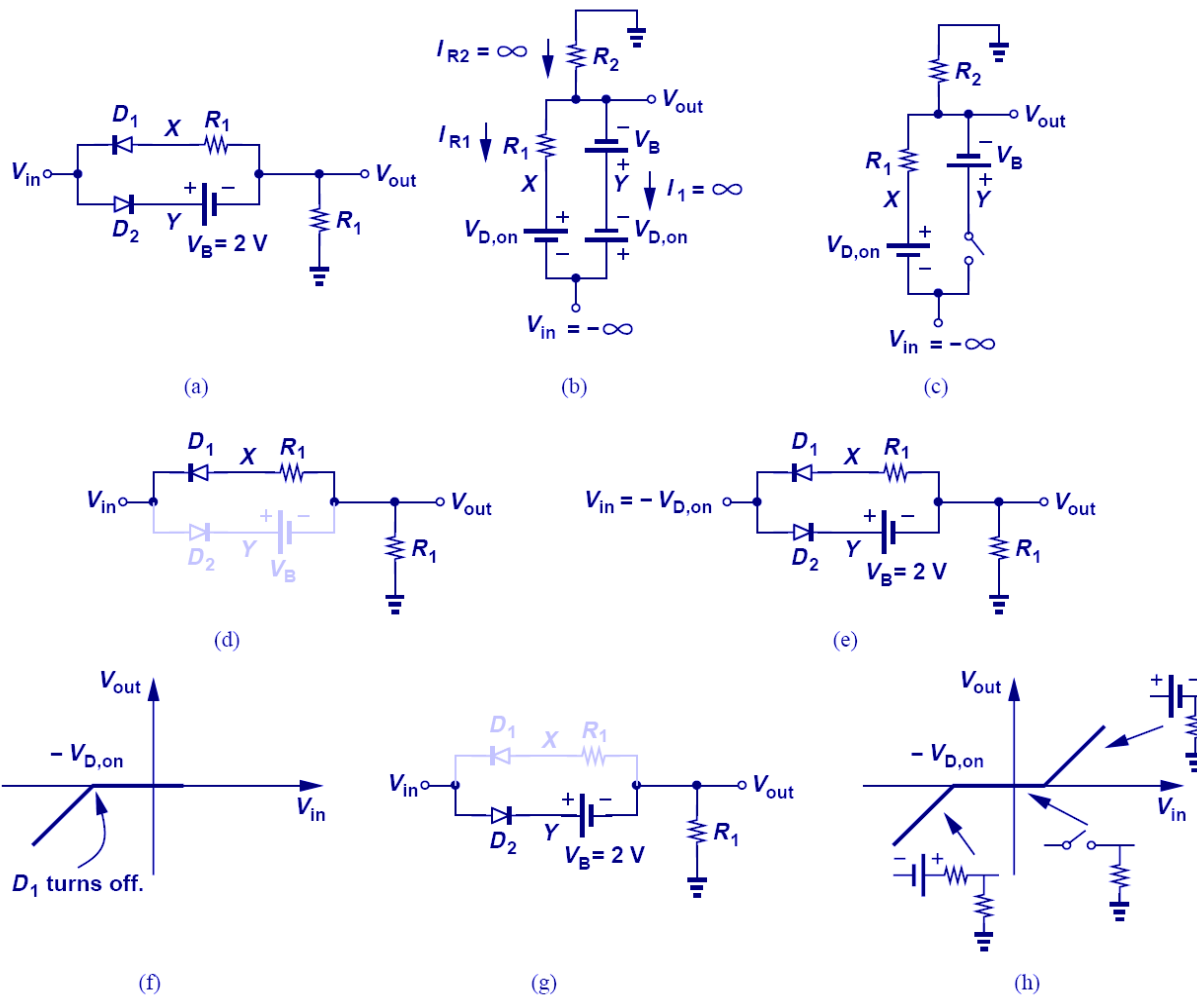 D1 X R1
Vin Vout
D2 Y R1
VB = 2 V
(a)
IR2 = ∞ R2
Vout
IR1 R1 − VB
+
X Y I1 = ∞
+ −
VD,on VD,on
− +
Vin = −∞
(b)
R2
Vout
R1 − VB
+
X Y
VD,on +
−
Vin = −∞
(c)
D1 X R1
Vin + − Vout
D2 Y VB R1
(d)
D1 X R1
Vin = − VD,on + − Vout
D2 Y R1
VB = 2 V
(e)
Vout
− VD,on
Vin
D1 turns off.
(f)
D1 X R1
Vin + − Vout
D2 Y R1
VB = 2 V
(g)
Vout + −
− VD,on
Vin
− +
(h)